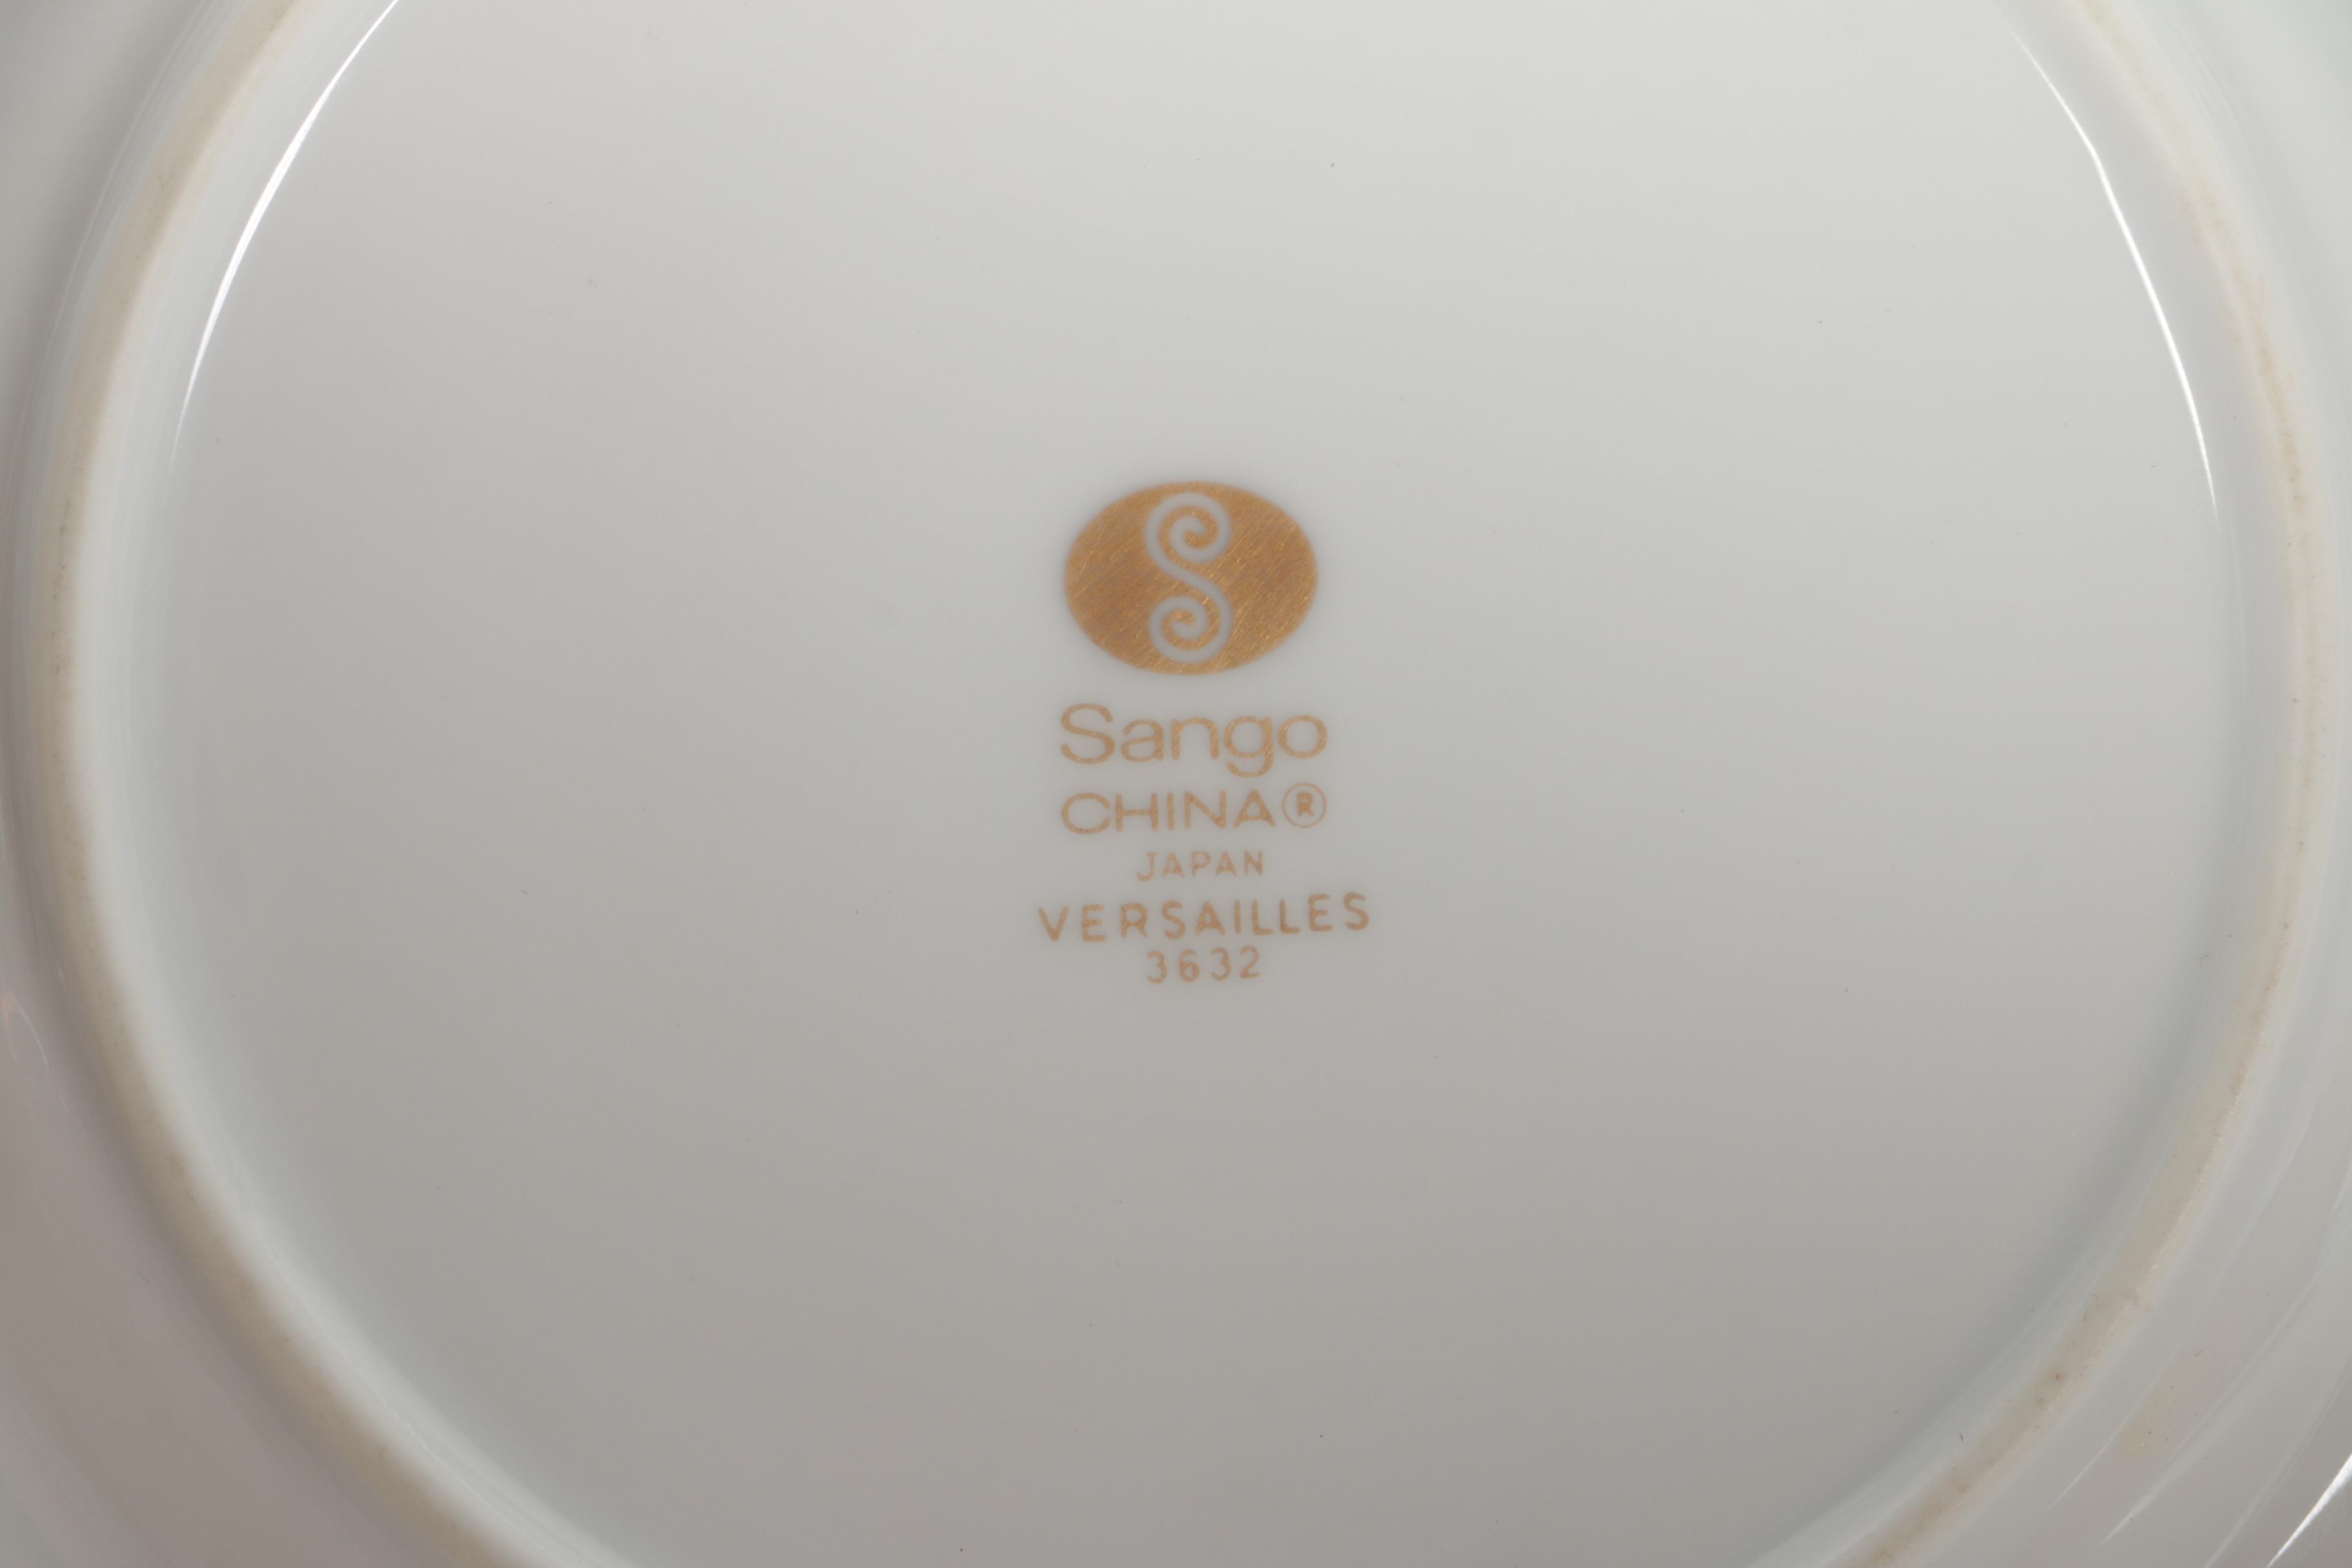 S
Sango
CHINA®
JAPAN
VERSAILLES
3632